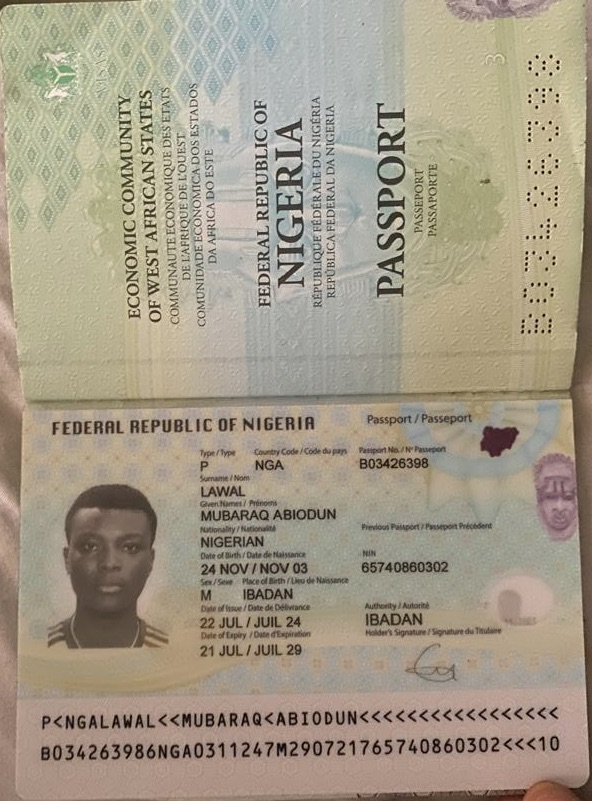 ECONOMIC COMMUNITY
OF WEST AFRICAN STATES
COMMUNAUTE ECONOMIQUE DES ETATS
DE L'AFRIQUE DE L'OUEST
COMUNIDADE ECONOMICA DOS ESTADOS
DA AFRICA DO ESTE
FEDERAL REPUBLIC OF
NIGERIA
RÉPUBLIQUE FÉDÉRALE DU NIGÉRIA
REPÚBLICA FEDERAL DA NIGERIA
PASSPORT
PASSEPORT
PASSAPORTE
3
B03426398
FEDERAL REPUBLIC OF NIGERIA
Passport / Passeport
Type / Type Country Code / Code du pays Passport No. / N° Passeport
P NGA B03426398
Surname / Nom
LAWAL
Given Names / Prénoms
MUBARAQ ABIODUN
Nationality / Nationalité Previous Passport / Passeport Précédent
NIGERIAN
Date of Birth / Date de Naissance NIN
24 NOV / NOV 03 65740860302
Sex / Sexe Place of Birth / Lieu de Naissance
M IBADAN
Date of Issue / Date de Délivrance Authority / Autorité
22 JUL / JUIL 24 IBADAN
Date of Expiry / Date d'Expiration Holder's Signature / Signature du Titulaire
21 JUL / JUIL 29
P<NGALAWAL<<MUBARAQ<ABIODUN<<<<<<<<<<<<<<<<<
B034263986NGA0311247M290721765740860302<<<10